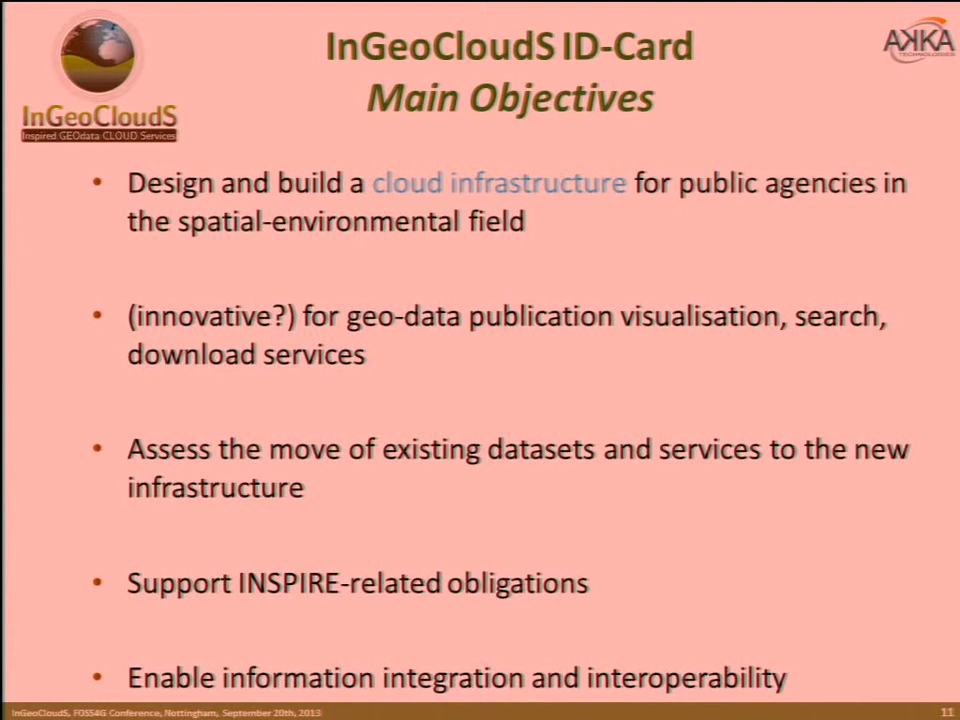 InGeoCloudS ID-Card
AKKA
TECHNOLOGIES
Main Objectives
InGeoCloudS
Inspired GEOdata CLOUD Services
• Design and build a cloud infrastructure for public agencies in
the spatial-environmental field
• (innovative?) for geo-data publication visualisation, search,
download services
• Assess the move of existing datasets and services to the new
infrastructure
• Support INSPIRE-related obligations
• Enable information integration and interoperability
InGeoCloudS, FOSS4G Conference, Nottingham, September 20th, 2013
11